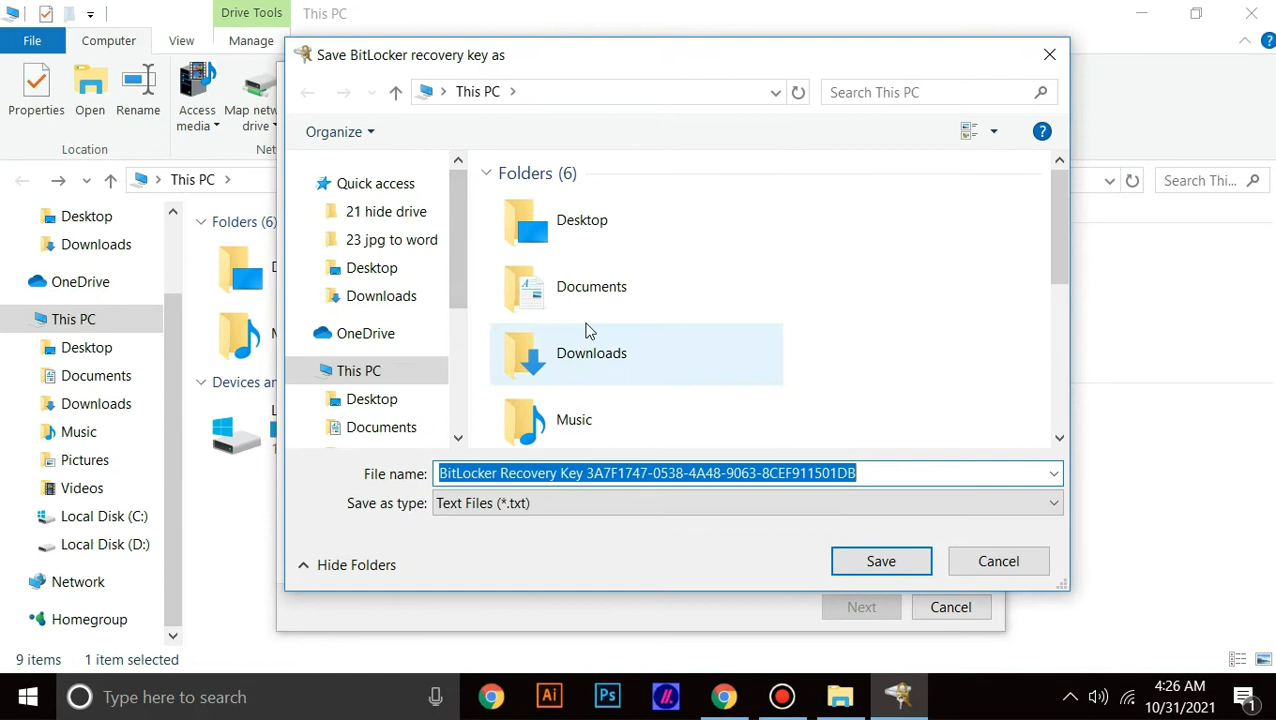 Drive Tools
This PC
File
Computer
View
Manage
Properties
Open
Rename
Access media
Map netw
drive
Location
Net
This PC
Search Thi...
Desktop
Downloads
OneDrive
This PC
Desktop
Documents
Downloads
Music
Pictures
Videos
Local Disk (C:)
Local Disk (D:)
Network
Homegroup
Folders (6)
Devices an
9 items
1 item selected
Save BitLocker recovery key as
This PC
Search This PC
Organize
Quick access
21 hide drive
23 jpg to word
Desktop
Downloads
OneDrive
This PC
Desktop
Documents
Folders (6)
Desktop
Documents
Downloads
Music
File name:
BitLocker Recovery Key 3A7F1747-0538-4A48-9063-8CEF911501DB
Save as type:
Text Files (*.txt)
Hide Folders
Save
Cancel
Next
Cancel
Type here to search
Ai
Ps
4:26 AM
10/31/2021
1